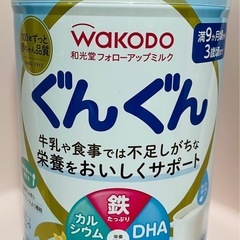 wakodo
和光堂フォローアップミルク
満9か月頃から
3歳頃まで
ぐんぐん
牛乳や食事では不足しがちな
栄養をおいしくサポート
カルシウム
鉄
たっぷり
DHA